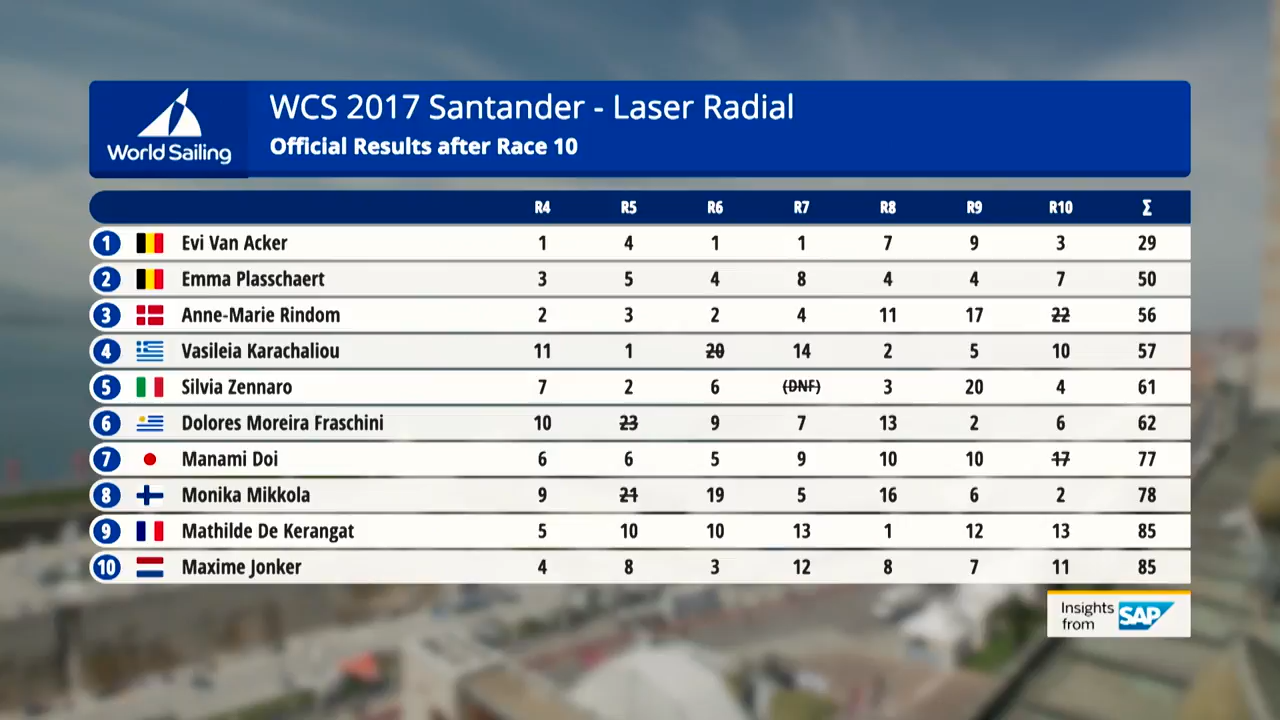 WCS 2017 Santander - Laser Radial
World Sailing
Official Results after Race 10
R4 R5 R6 R7 R8 R9 R10 Σ
1 Evi Van Acker 1 4 1 1 7 9 3 29
2 Emma Plasschaert 3 5 4 8 4 4 7 50
3 Anne-Marie Rindom 2 3 2 4 11 17 22 56
4 Vasileia Karachaliou 11 1 20 14 2 5 10 57
5 Silvia Zennaro 7 2 6 (DNF) 3 20 4 61
6 Dolores Moreira Fraschini 10 23 9 7 13 2 6 62
7 Manami Doi 6 6 5 9 10 10 17 77
8 Monika Mikkola 9 21 19 5 16 6 2 78
9 Mathilde De Kerangat 5 10 10 13 1 12 13 85
10 Maxime Jonker 4 8 3 12 8 7 11 85
Insights
from SAP